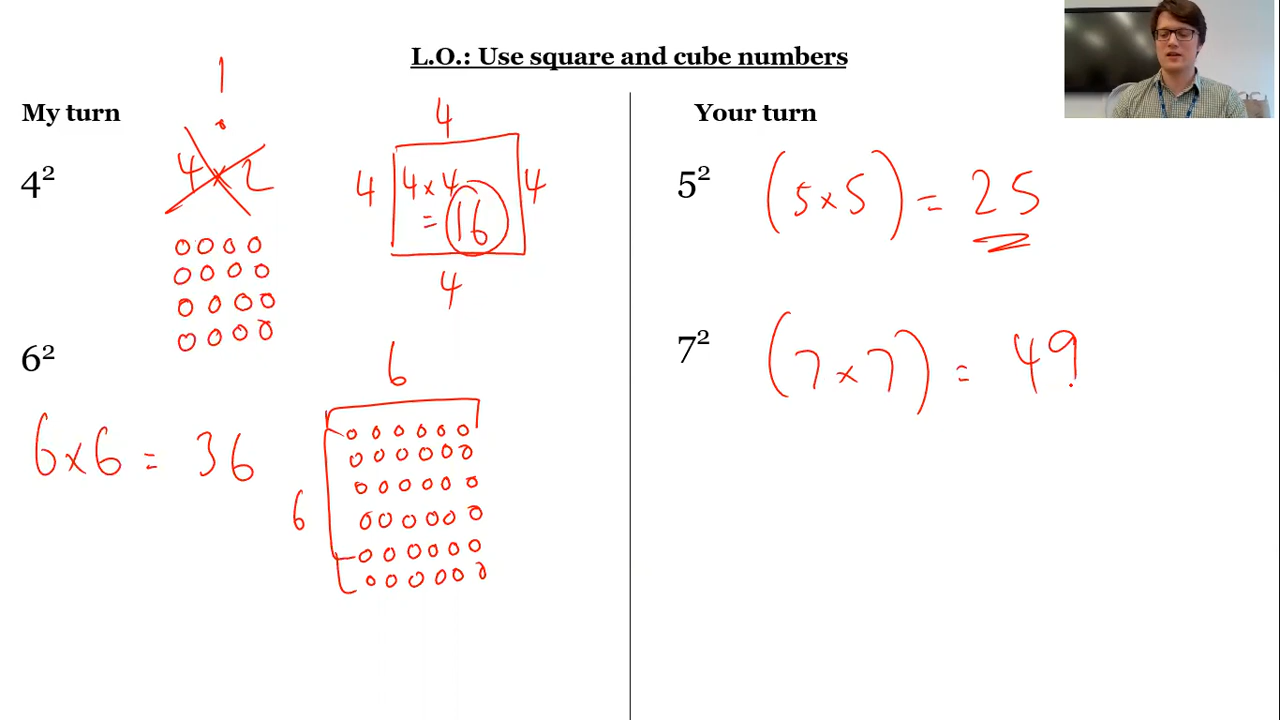 L.O.: Use square and cube numbers
My turn
1
4²
4 × 2
4
4
4 × 4
= 16
4
4
6²
6
6 × 6 = 36
6
Your turn
5²
(5 × 5) = 25
7²
(7 × 7) = 49